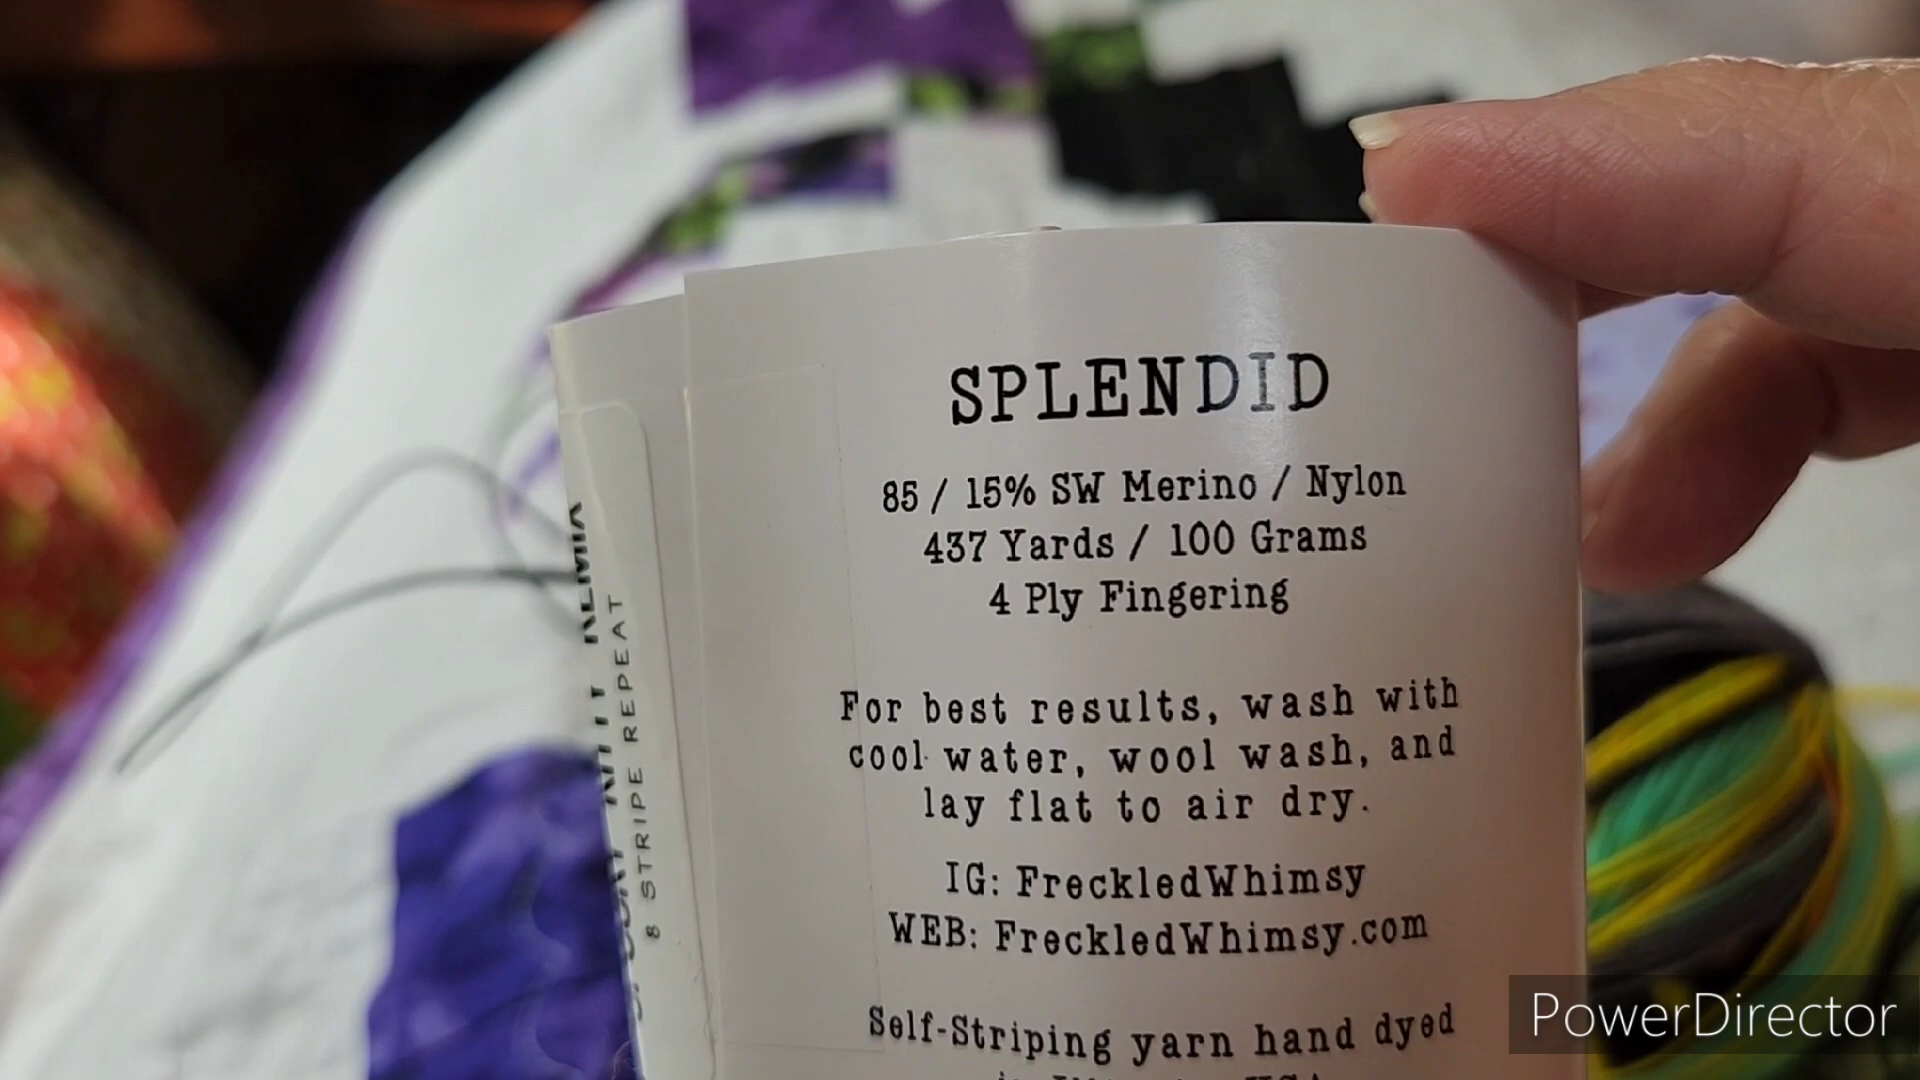 SPLENDID
85 / 15% SW Merino / Nylon
437 Yards / 100 Grams
4 Ply Fingering
For best results, wash with
cool water, wool wash, and
lay flat to air dry.
IG: FreckledWhimsy
WEB: FreckledWhimsy.com
Self-Striping yarn hand dyed
8 STRIPE REPEAT
PowerDirector